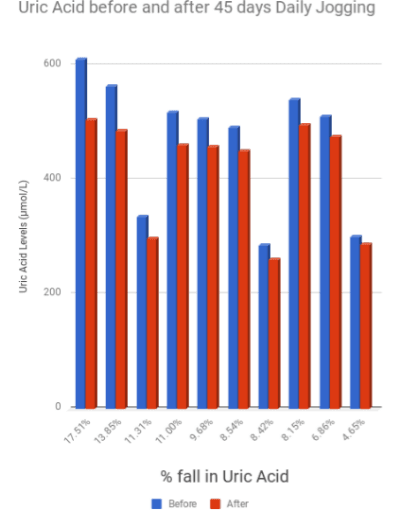 Uric Acid before and after 45 days Daily Jogging
600
400
200
0
Uric Acid Levels (µmol/L)
17.51%
13.85%
11.31%
11.00%
9.68%
8.54%
8.42%
8.15%
6.86%
4.65%
% fall in Uric Acid
Before
After